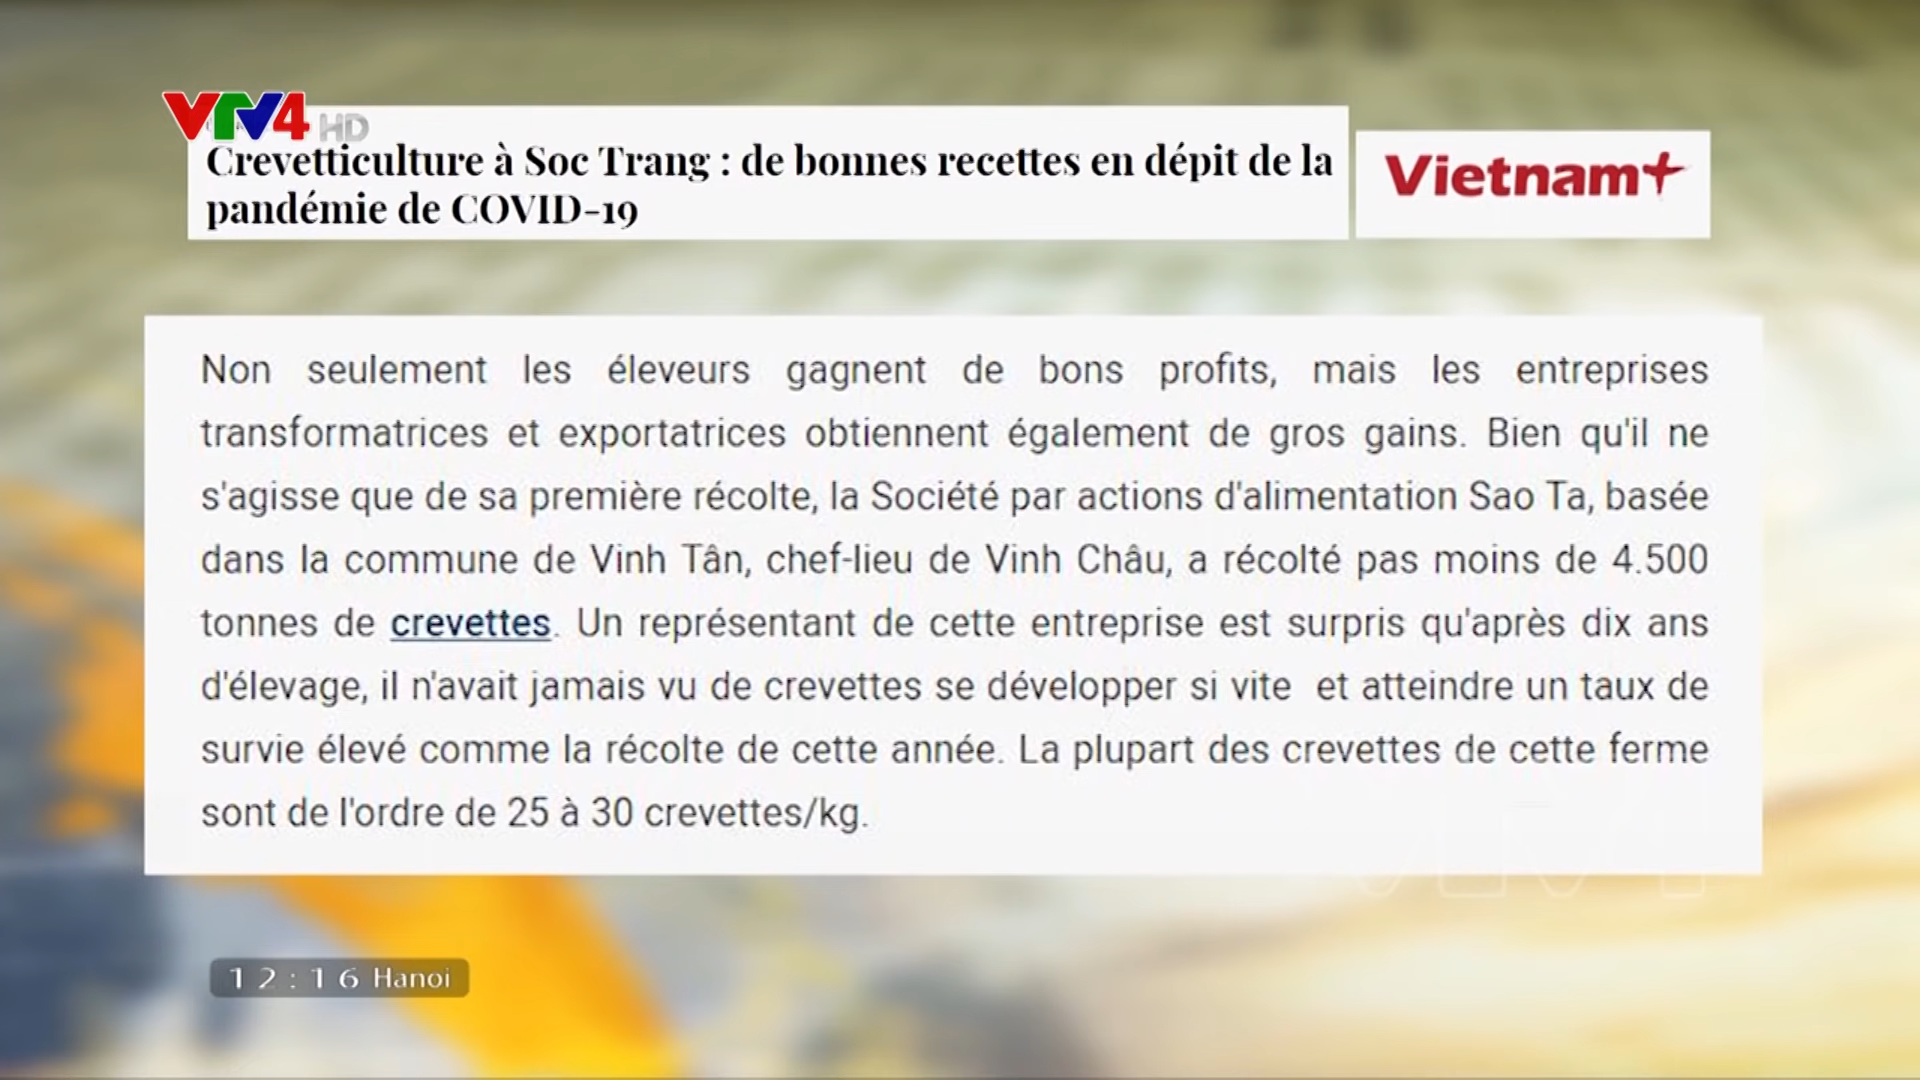 VTV4 HD
Crevetticulture à Soc Trang : de bonnes recettes en dépit de la
pandémie de COVID-19
Vietnam+
Non seulement les éleveurs gagnent de bons profits, mais les entreprises
transformatrices et exportatrices obtiennent également de gros gains. Bien qu'il ne
s'agisse que de sa première récolte, la Société par actions d'alimentation Sao Ta, basée
dans la commune de Vinh Tân, chef-lieu de Vinh Châu, a récolté pas moins de 4.500
tonnes de crevettes. Un représentant de cette entreprise est surpris qu'après dix ans
d'élevage, il n'avait jamais vu de crevettes se développer si vite et atteindre un taux de
survie élevé comme la récolte de cette année. La plupart des crevettes de cette ferme
sont de l'ordre de 25 à 30 crevettes/kg.
12:16 Hanoi